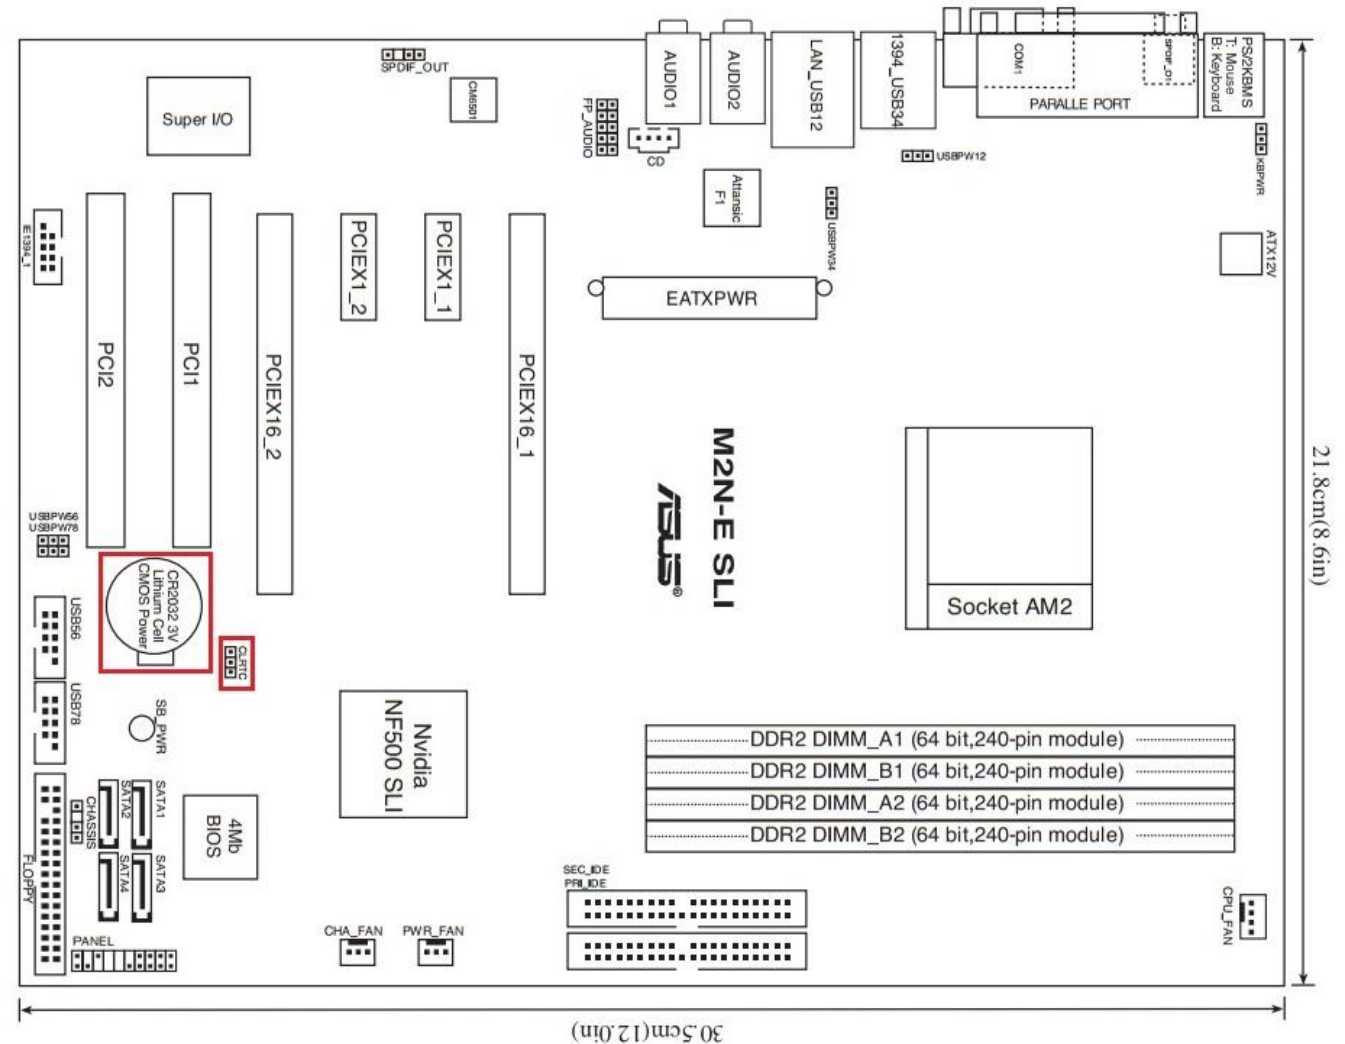 SPDIF_OUT
Super I/O
CM6501
FP_AUDIO
AUDIO1
AUDIO2
LAN_USB12
1394_USB34
COM1
SPDIF_O1
PARALLE PORT
PS/2KBMS
T: Mouse
B: Keyboard
CD
USBPW12
KBPWR
Attansic
F1
USBPW34
ATX12V
IE1394_1
PCI2
PCI1
PCIEX16_2
PCIEX1_2
PCIEX1_1
PCIEX16_1
EATXPWR
M2N-E SLI
ASUS®
Socket AM2
21.8cm(8.6in)
USBPW56
USBPW78
CR2032 3V
Lithium Cell
CMOS Power
CLRTC
USB56
USB78
SB_PWR
Nvidia
NF500 SLI
DDR2 DIMM_A1 (64 bit,240-pin module)
DDR2 DIMM_B1 (64 bit,240-pin module)
DDR2 DIMM_A2 (64 bit,240-pin module)
DDR2 DIMM_B2 (64 bit,240-pin module)
CHASSIS
SATA2
SATA1
SATA4
SATA3
4Mb
BIOS
FLOPPY
PANEL
CHA_FAN
PWR_FAN
SEC_IDE
PRI_IDE
CPU_FAN
30.5cm(12.0in)